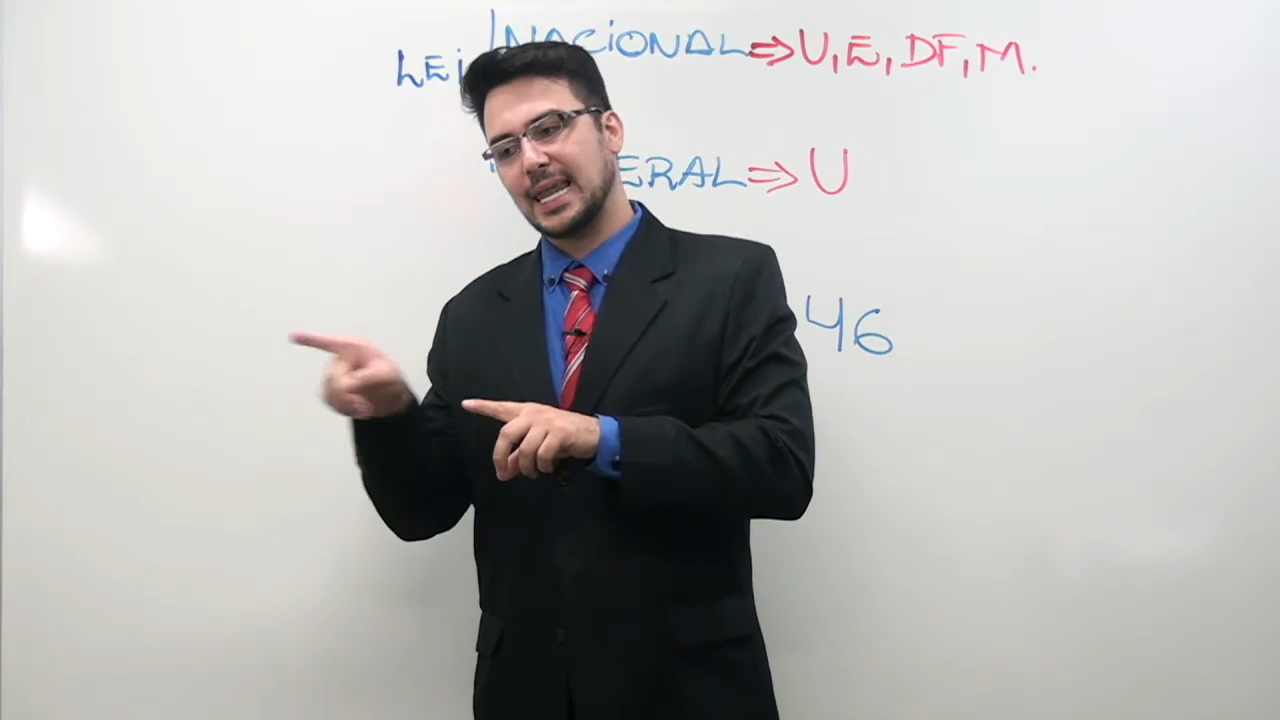 LEi NACIONAL ⇒ U, E, DF, M.
ERAL ⇒ U
46